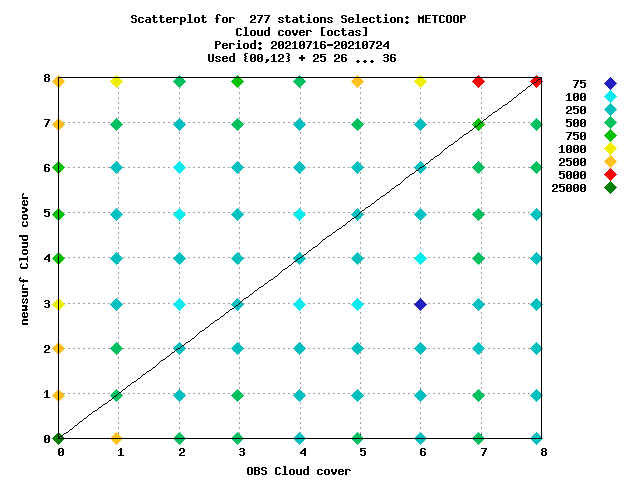 Scatterplot for  277 stations Selection: METCOOP
Cloud cover [octas]
Period: 20210716-20210724
Used {00,12} + 25 26 ... 36
8
7
6
5
4
3
2
1
0
newsurf Cloud cover
0 1 2 3 4 5 6 7 8
OBS Cloud cover
75
100
250
500
750
1000
2500
5000
25000